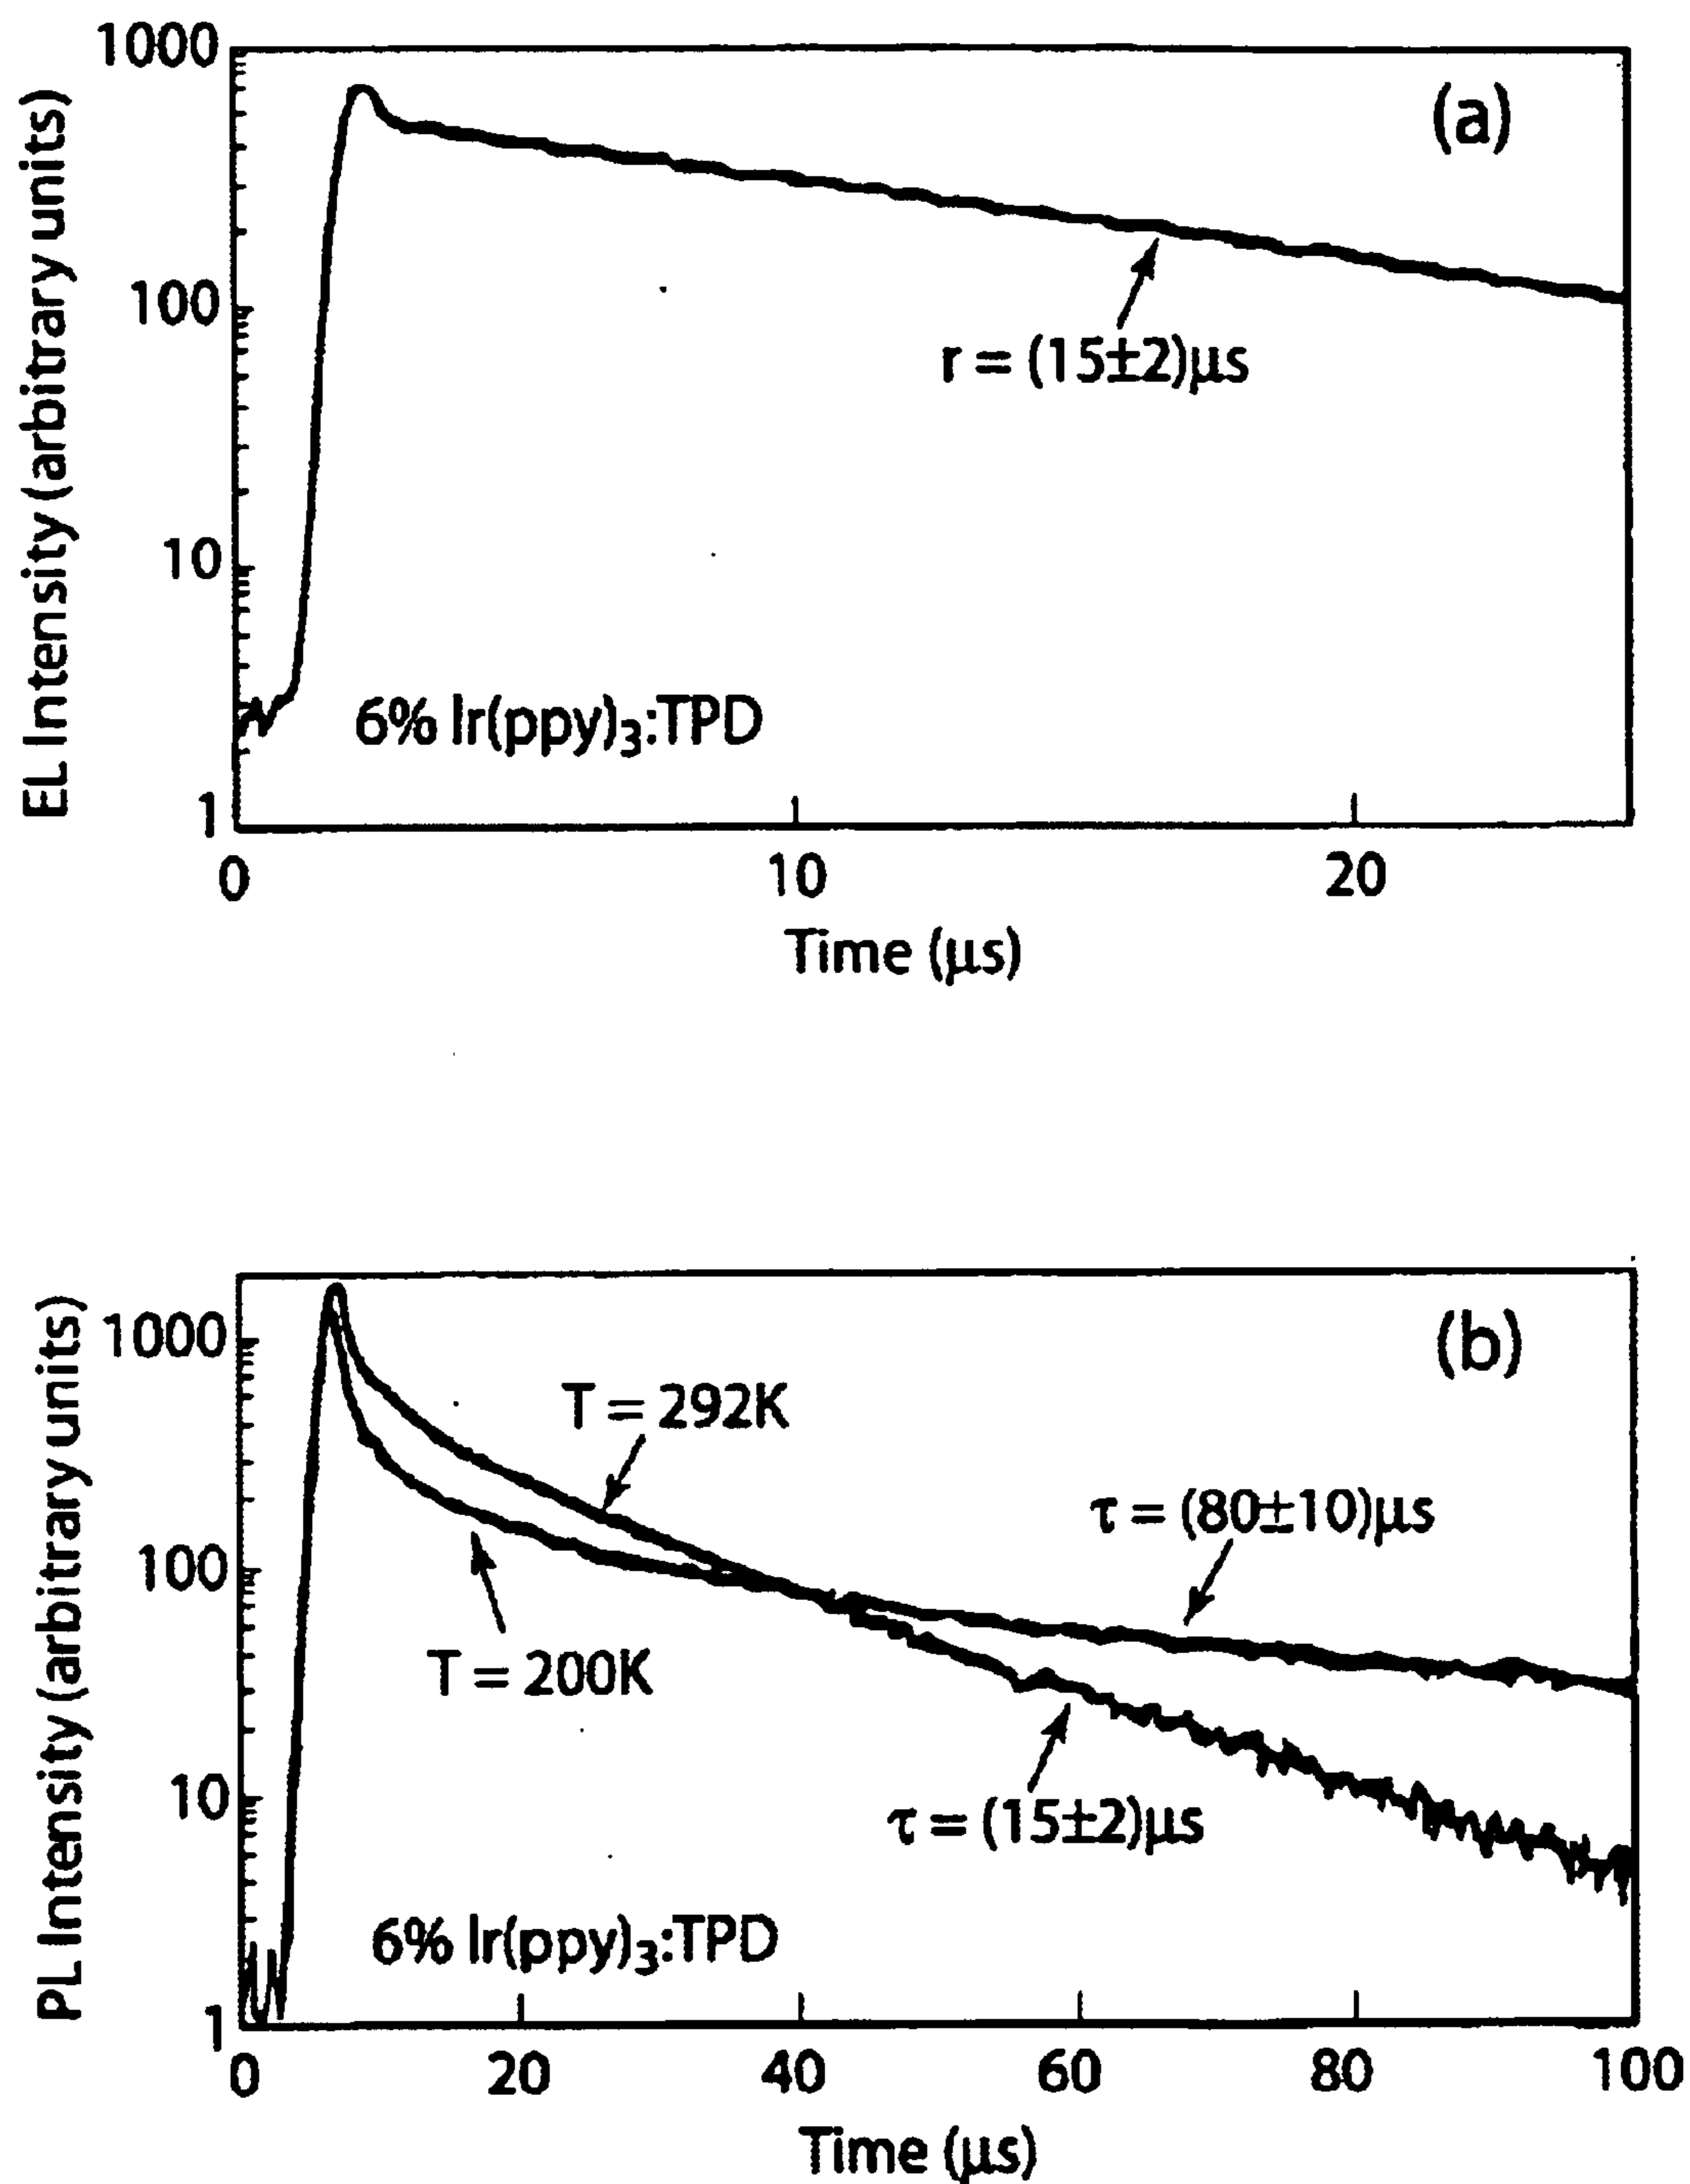 (a)
EL Intensity (arbitrary units)
1000
100
10
1
r = (15±2)μs
6% Ir(ppy)3:TPD
0 10 20
Time (μs)
(b)
PL Intensity (arbitrary units)
1000
100
10
1
T = 292K
τ = (80±10)μs
T = 200K
τ = (15±2)μs
6% Ir(ppy)3:TPD
0 20 40 60 80 100
Time (μs)